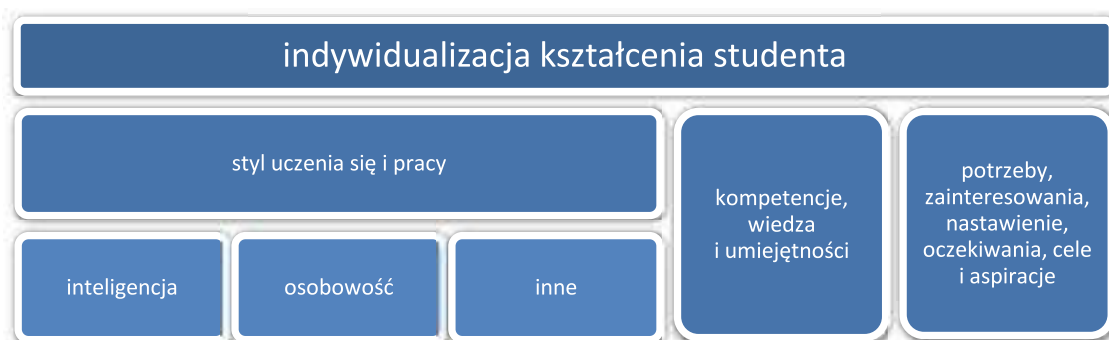 indywidualizacja kształcenia studenta
styl uczenia się i pracy
inteligencja
osobowość
inne
kompetencje,
wiedza
i umiejętności
potrzeby,
zainteresowania,
nastawienie,
oczekiwania, cele
i aspiracje